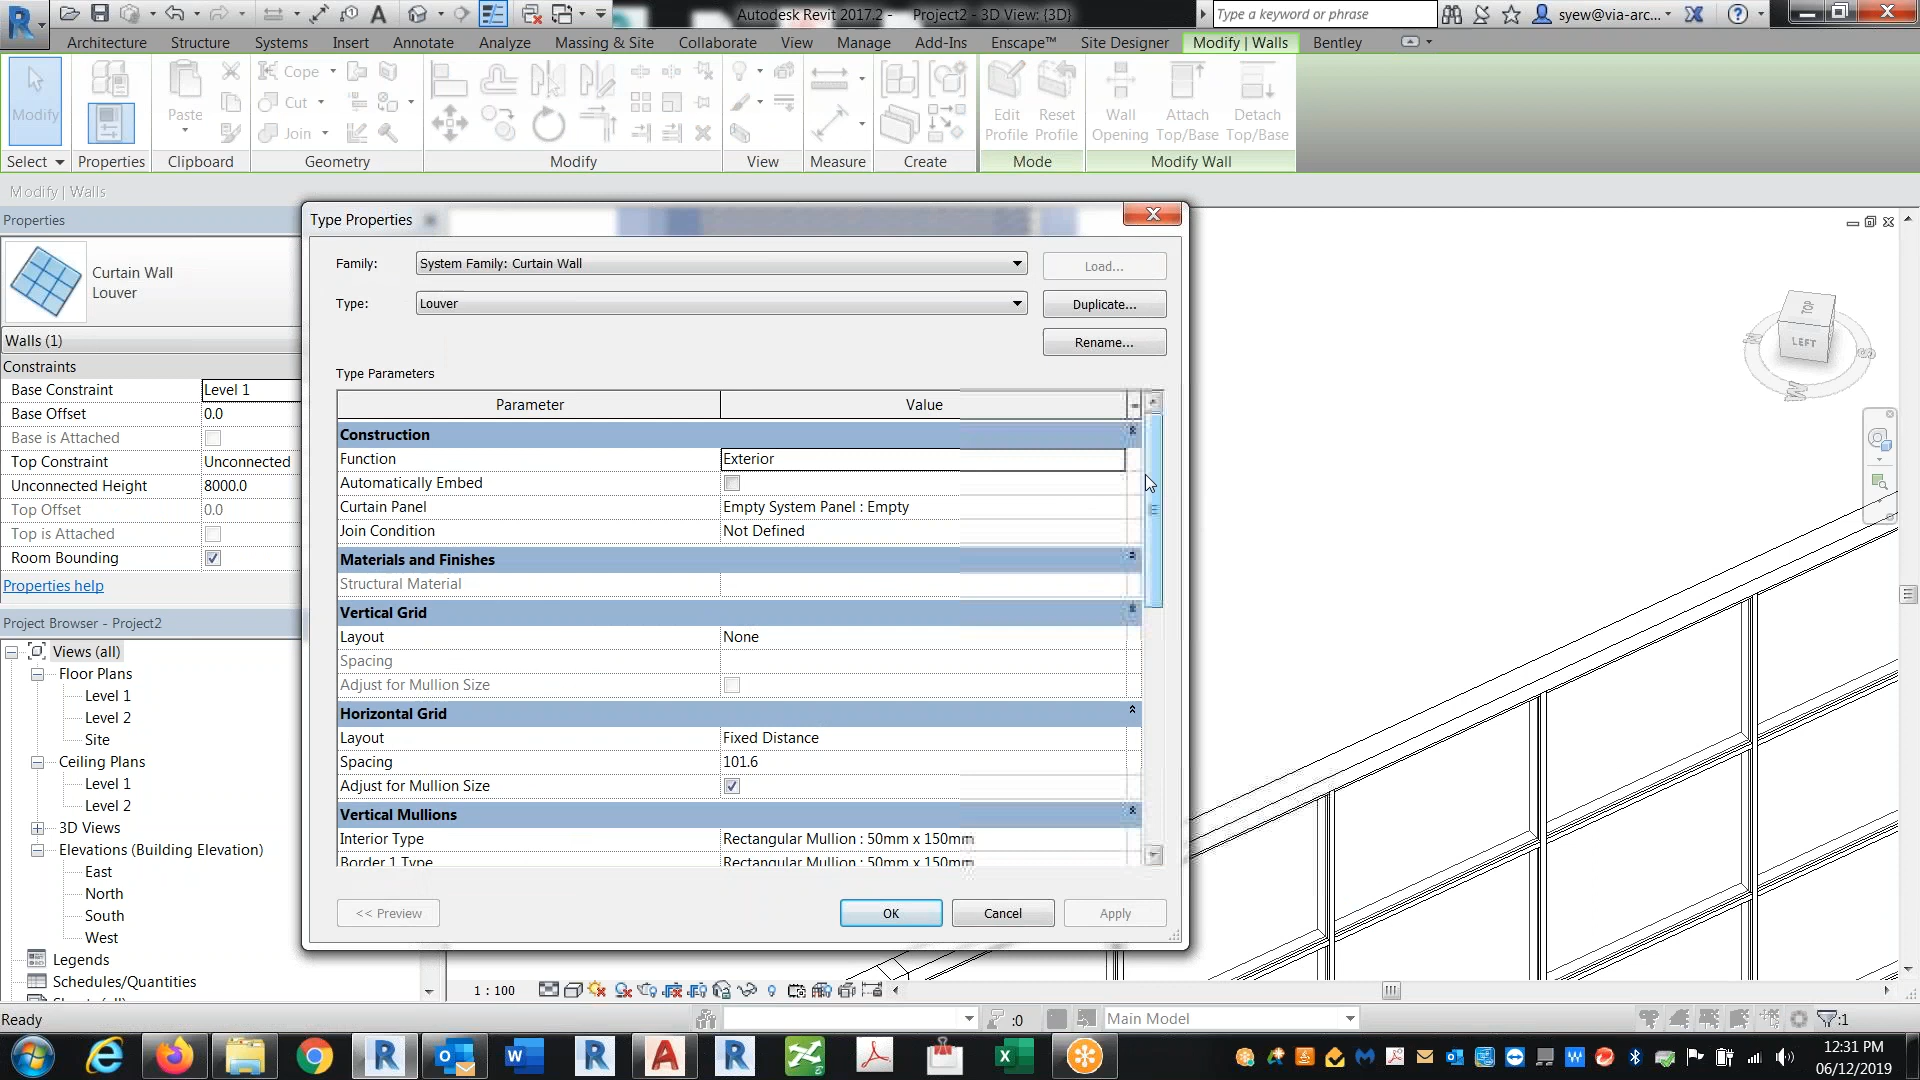 Autodesk Revit 2017.2 - Project2 - 3D View: {3D}
Type a keyword or phrase
syew@via-arc...
Architecture Structure Systems Insert Annotate Analyze Massing & Site Collaborate View Manage Add-Ins Enscape™ Site Designer Modify | Walls Bentley
Modify
Paste
Cope
Cut
Join
Edit Profile
Reset Profile
Wall Opening
Attach Top/Base
Detach Top/Base
Select Properties Clipboard Geometry Modify View Measure Create Mode Modify Wall
Modify | Walls
Properties
Curtain Wall
Louver
Walls (1)
Constraints
Base Constraint Level 1
Base Offset 0.0
Base is Attached
Top Constraint Unconnected
Unconnected Height 8000.0
Top Offset 0.0
Top is Attached
Room Bounding
Properties help
Project Browser - Project2
Views (all)
Floor Plans
Level 1
Level 2
Site
Ceiling Plans
Level 1
Level 2
3D Views
Elevations (Building Elevation)
East
North
South
West
Legends
Schedules/Quantities
Type Properties
Family: System Family: Curtain Wall Load...
Type: Louver Duplicate...
Rename...
Type Parameters
Parameter Value
Construction
Function Exterior
Automatically Embed
Curtain Panel Empty System Panel : Empty
Join Condition Not Defined
Materials and Finishes
Structural Material
Vertical Grid
Layout None
Spacing
Adjust for Mullion Size
Horizontal Grid
Layout Fixed Distance
Spacing 101.6
Adjust for Mullion Size
Vertical Mullions
Interior Type Rectangular Mullion : 50mm x 150mm
Border 1 Type Rectangular Mullion : 50mm x 150mm
<< Preview OK Cancel Apply
TOP
LEFT
N
S
W
1 : 100
Ready
:0
Main Model
:1
12:31 PM
06/12/2019